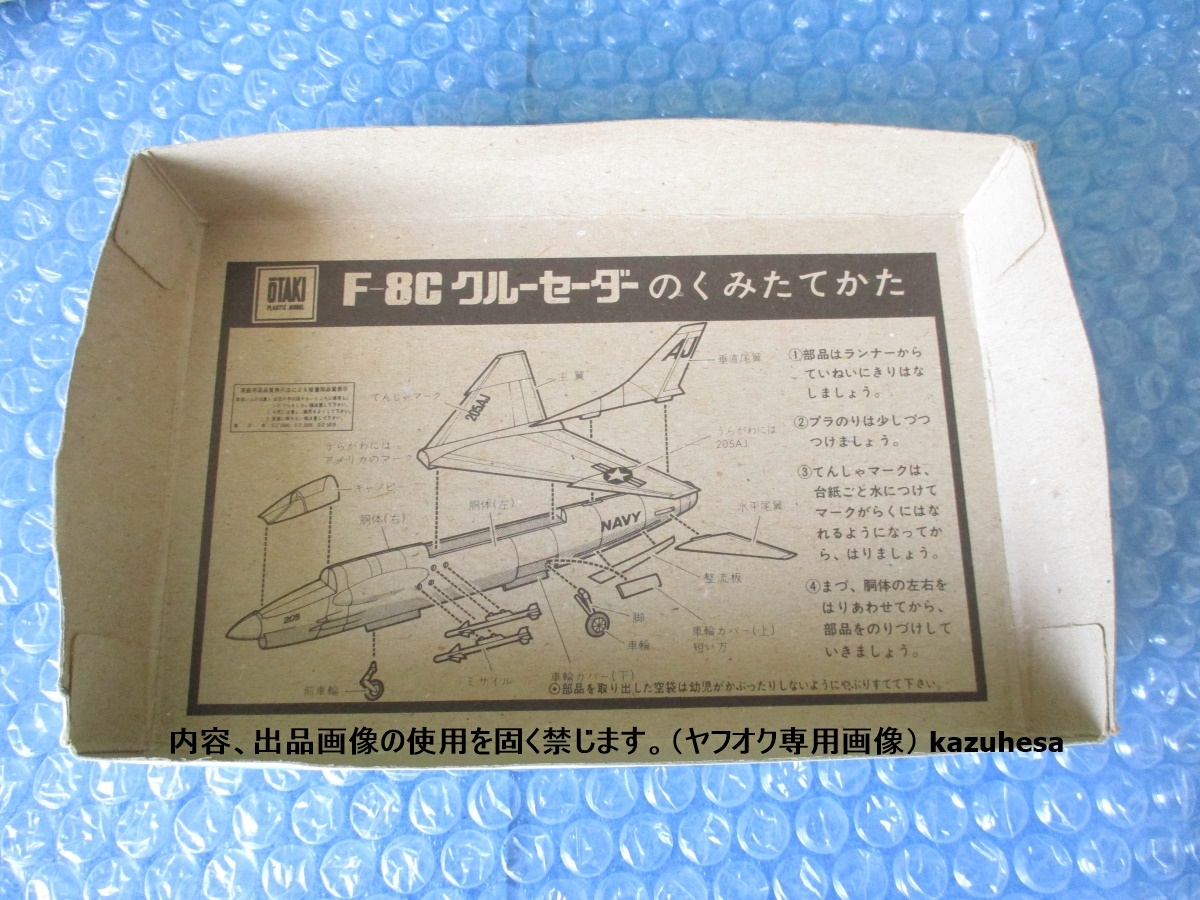 OTAKI
PLASTIC MODEL
F-8C クルーセーダーのくみたてかた
垂直尾翼
AJ
主翼
てんしゃマーク
205AJ
うらがわには
205AJ
うらがわには
アメリカのマーク
キャノピー
胴体(左)
胴体(右)
NAVY
水平尾翼
整流板
205
脚
車輪
車輪カバー(上)
短い方
前車輪
ミサイル
車輪カバー(下)
①部品はランナーから
ていねいにきりはな
しましょう。
②プラのりは少しづつ
つけましょう。
③てんしゃマークは、
台紙ごと水につけて
マークがらくにはな
れるようになってか
ら、はりましょう。
④まづ、胴体の左右を
はりあわせてから、
部品をのりづけして
いきましょう。
⦿部品を取り出した空袋は幼児がかぶったりしないようにやぶりすてて下さい。
内容、出品画像の使用を固く禁じます。（ヤフオク専用画像） kazuhesa